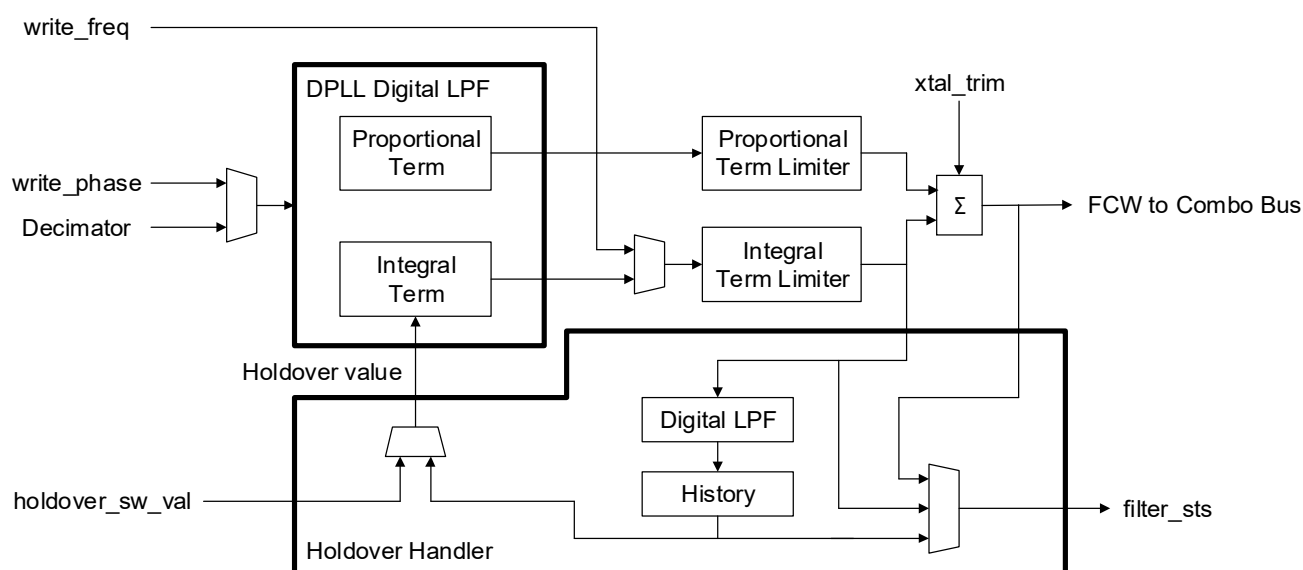 write_freq
DPLL Digital LPF
xtal_trim
Proportional
Term
Proportional
Term Limiter
write_phase
Decimator
Σ
FCW to Combo Bus
Integral
Term
Integral
Term Limiter
Holdover value
Digital LPF
History
holdover_sw_val
filter_sts
Holdover Handler